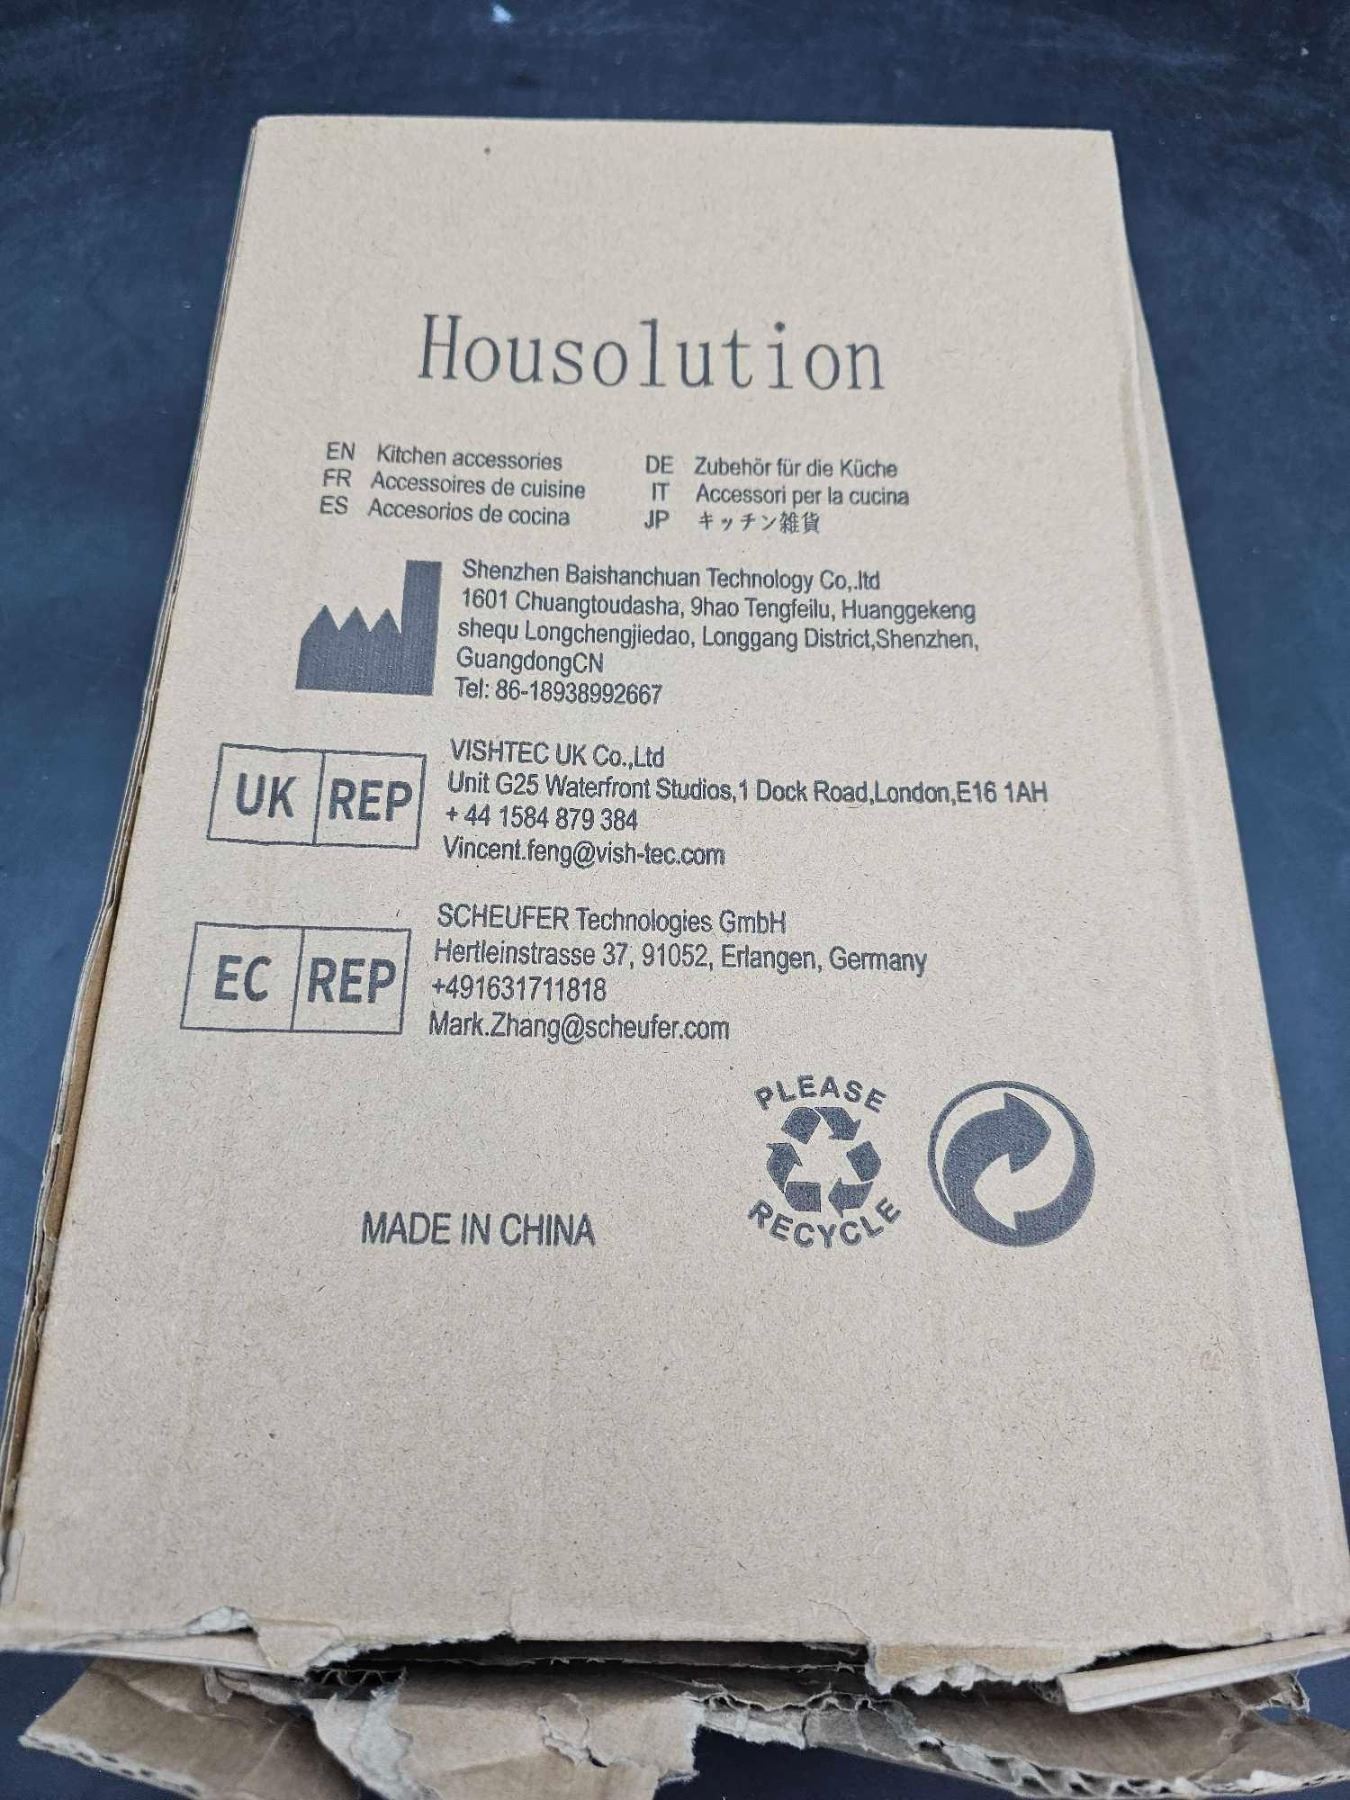 Housolution
EN Kitchen accessories
FR Accessoires de cuisine
ES Accesorios de cocina
DE Zubehör für die Küche
IT Accessori per la cucina
JP キッチン雑貨
Shenzhen Baishanchuan Technology Co,.ltd
1601 Chuangtoudasha, 9hao Tengfeilu, Huanggekeng
shequ Longchengjiedao, Longgang District,Shenzhen,
GuangdongCN
Tel: 86-18938992667
UK REP
VISHTEC UK Co.,Ltd
Unit G25 Waterfront Studios,1 Dock Road,London,E16 1AH
+ 44 1584 879 384
Vincent.feng@vish-tec.com
EC REP
SCHEUFER Technologies GmbH
Hertleinstrasse 37, 91052, Erlangen, Germany
+491631711818
Mark.Zhang@scheufer.com
PLEASE
RECYCLE
MADE IN CHINA